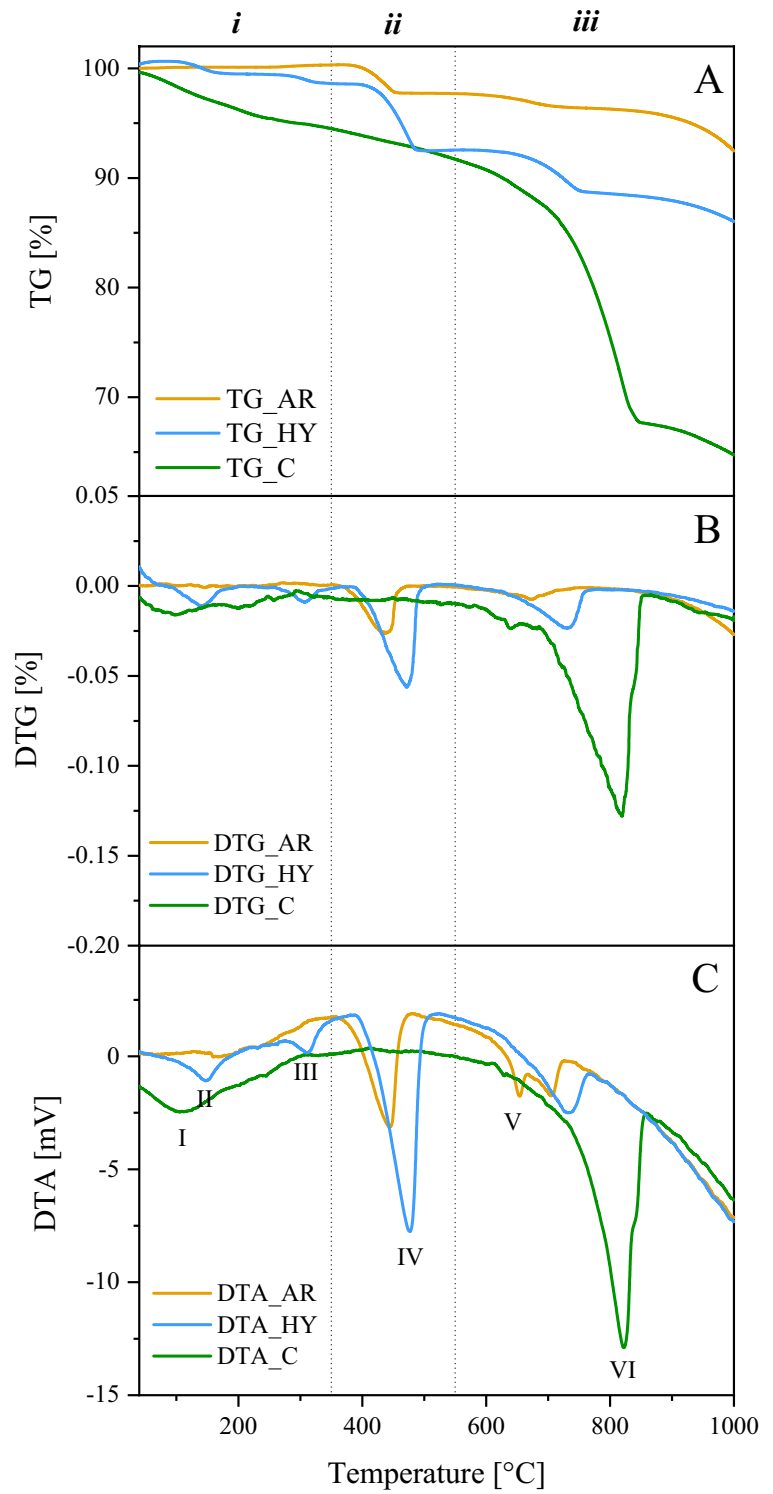 i ii iii
A
100
90
80
70
TG [%]
TG_AR
TG_HY
TG_C
B
0.05
0.00
-0.05
-0.10
-0.15
-0.20
DTG [%]
DTG_AR
DTG_HY
DTG_C
C
0
-5
-10
-15
DTA [mV]
I
II
III
IV
V
VI
DTA_AR
DTA_HY
DTA_C
200 400 600 800 1000
Temperature [°C]